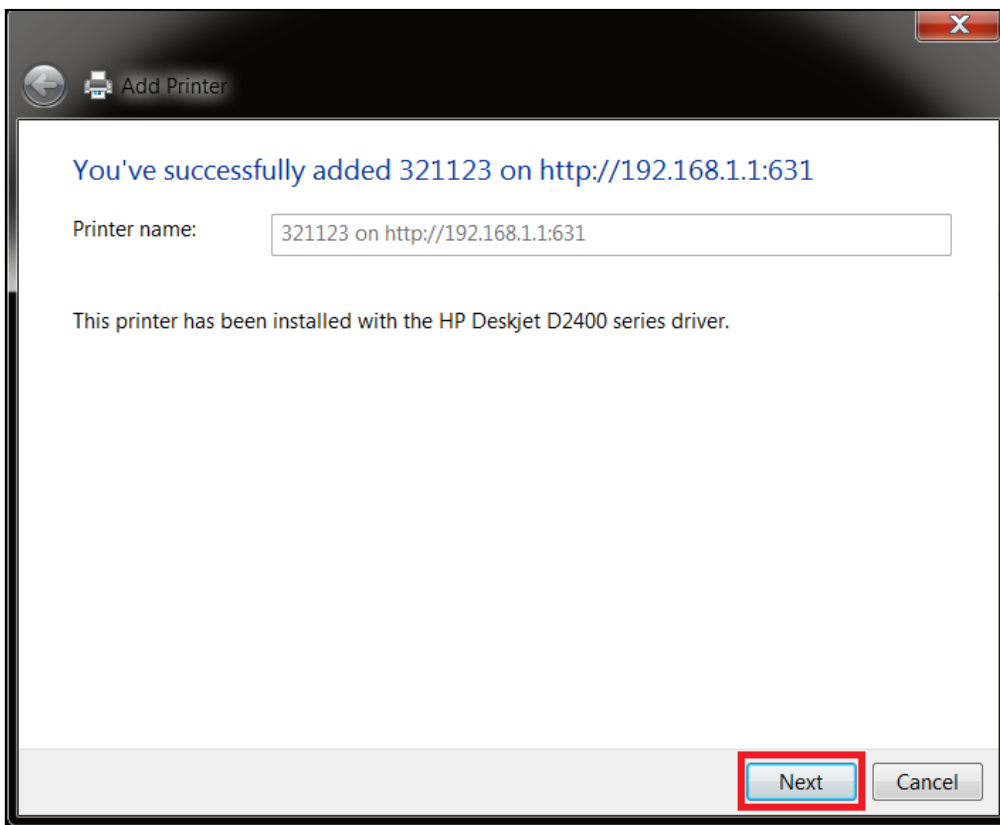 X
Add Printer
You've successfully added 321123 on http://192.168.1.1:631
Printer name: 321123 on http://192.168.1.1:631
This printer has been installed with the HP Deskjet D2400 series driver.
Next Cancel